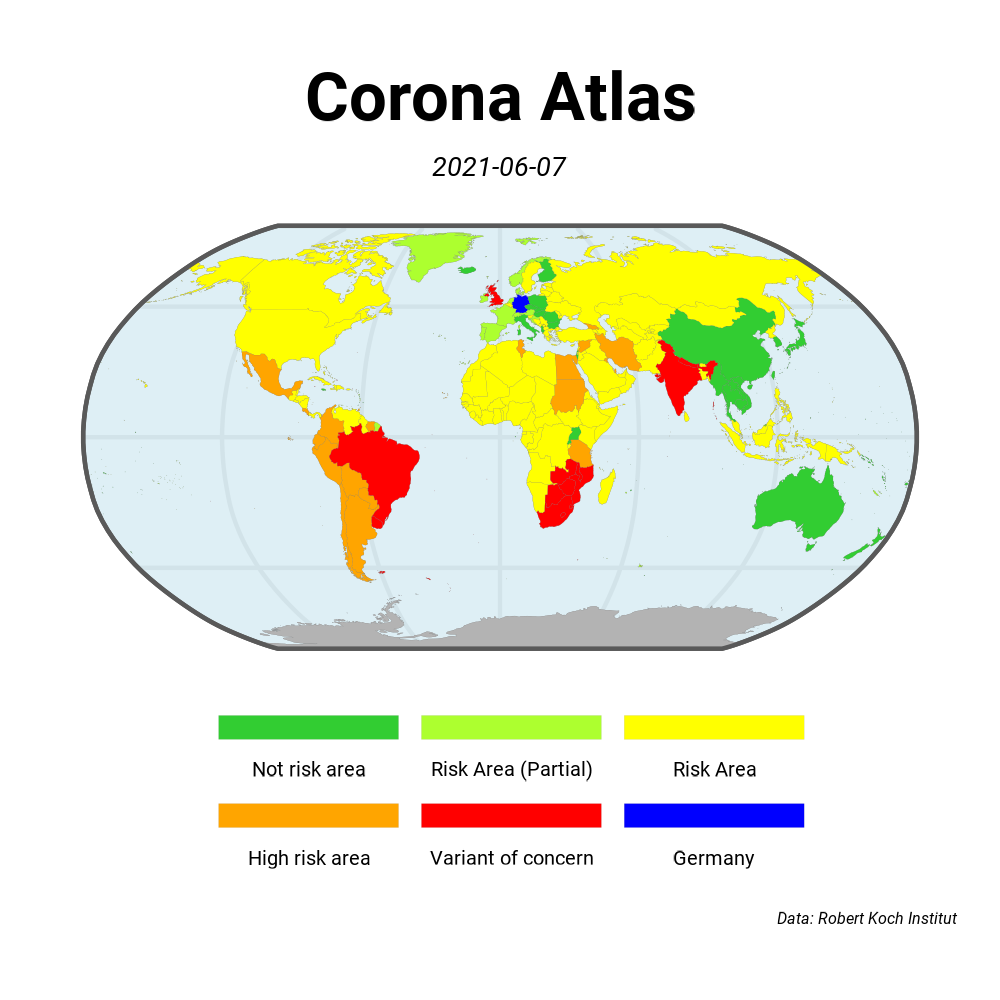 Corona Atlas
2021-06-07
Not risk area
Risk Area (Partial)
Risk Area
High risk area
Variant of concern
Germany
Data: Robert Koch Institut